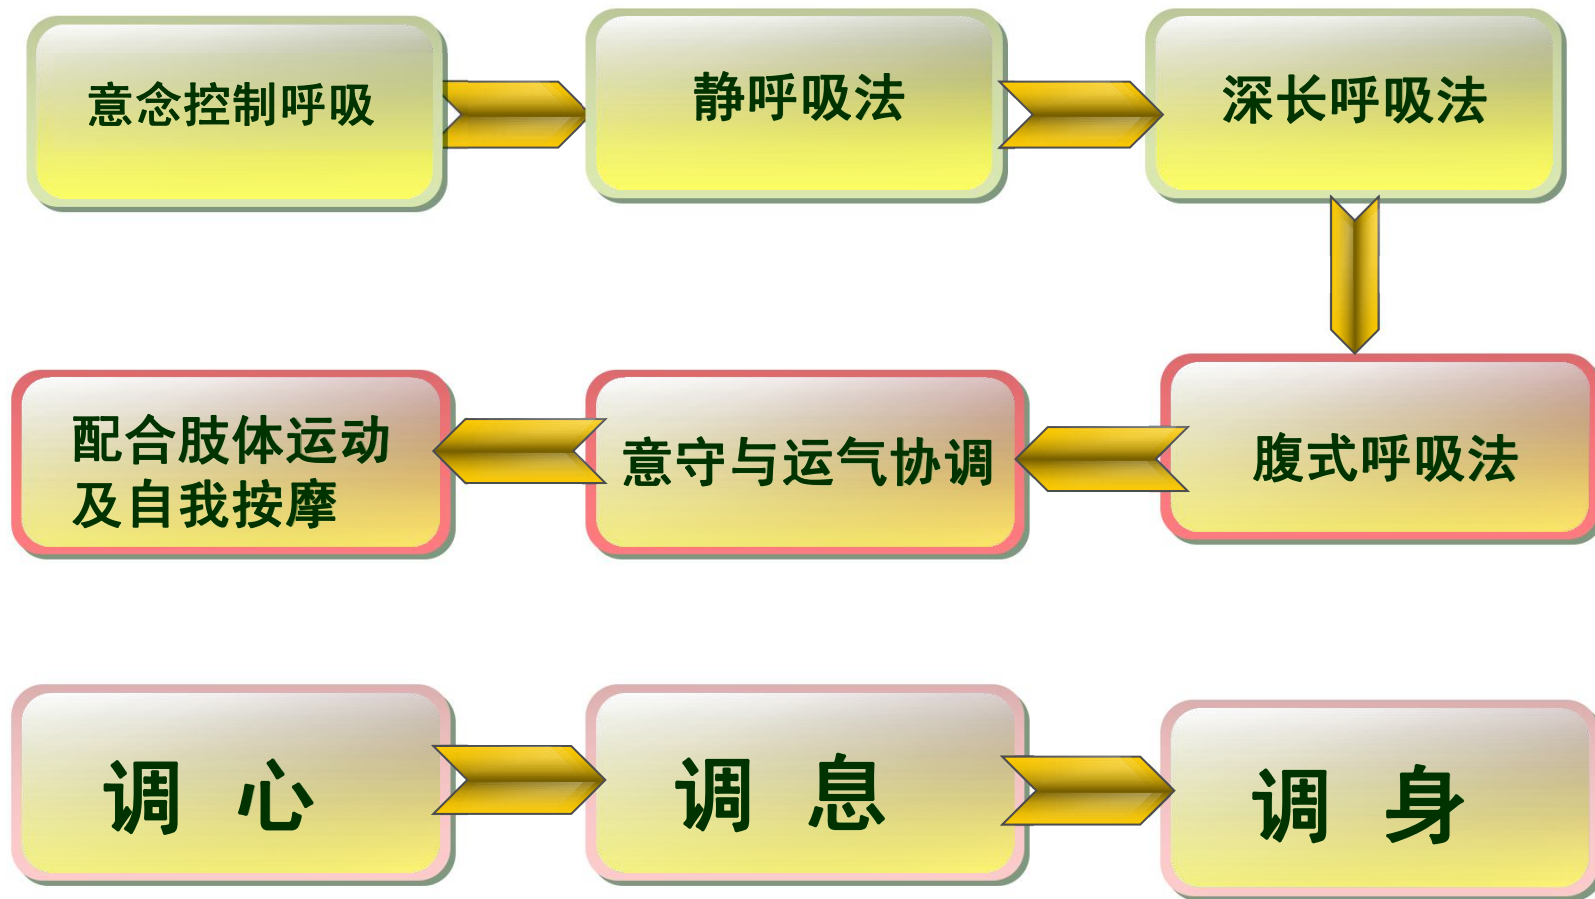 意念控制呼吸
静呼吸法
深长呼吸法
腹式呼吸法
意守与运气协调
配合肢体运动
及自我按摩
调 心
调 息
调 身